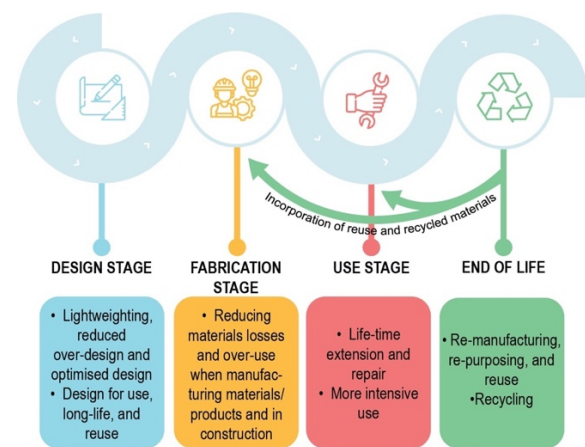 Incorporation of reuse and recycled materials
DESIGN STAGE
FABRICATION
STAGE
USE STAGE
END OF LIFE
• Lightweighting,
reduced
over-design and
optimised design
• Design for use,
long-life, and
reuse
• Reducing
materials losses
and over-use
when manufac-
turing materials/
products and in
construction
• Life-time
extension and
repair
• More intensive
use
• Re-manufacturing,
re-purposing, and
reuse
•Recycling